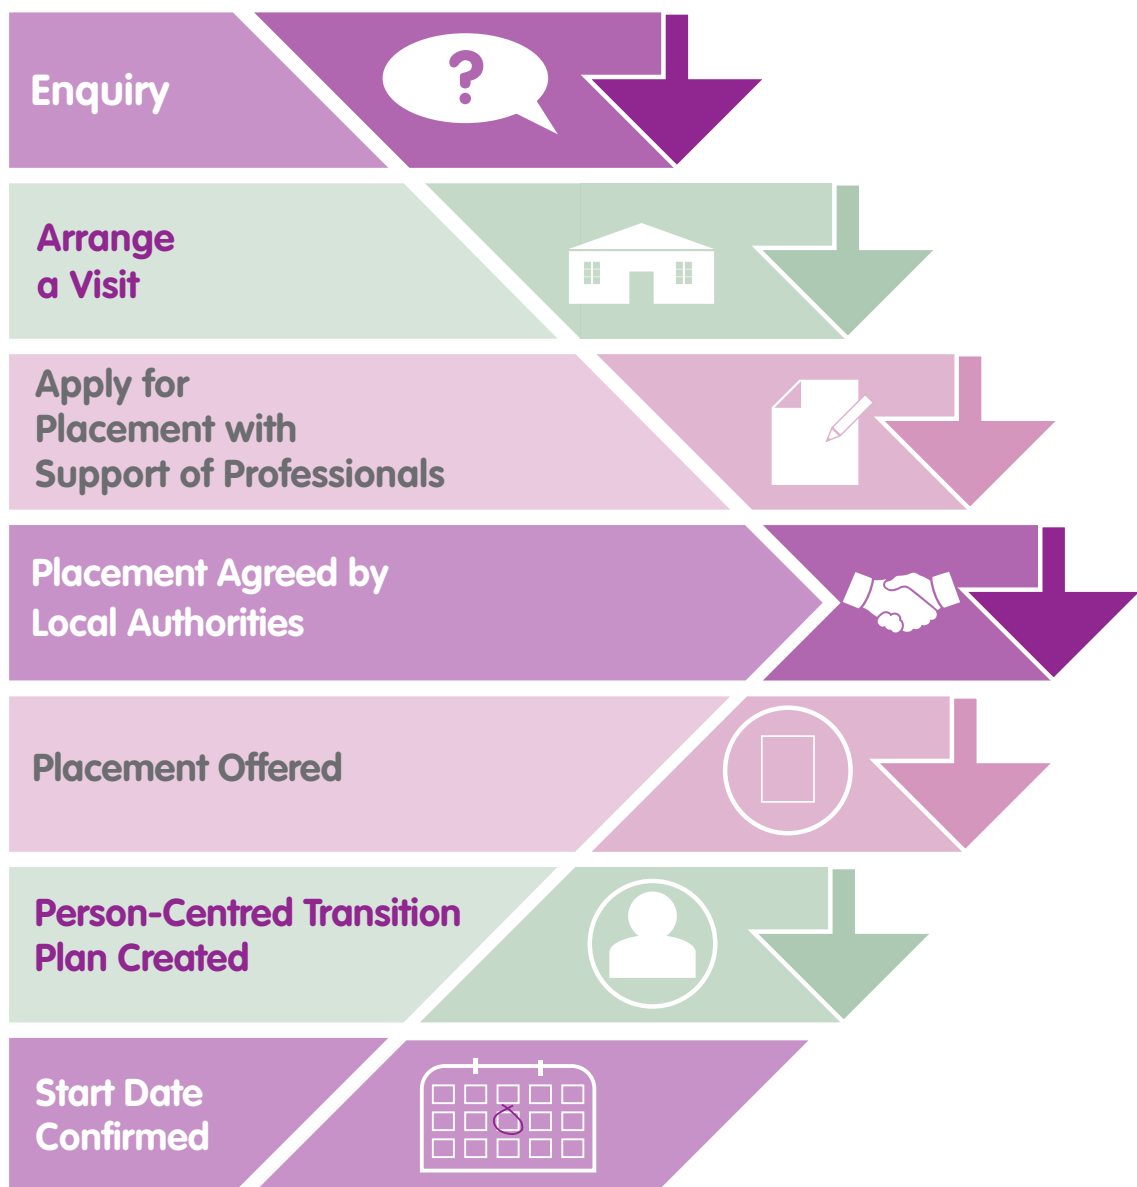 Enquiry
?
Arrange
a Visit
Apply for
Placement with
Support of Professionals
Placement Agreed by
Local Authorities
Placement Offered
Person-Centred Transition
Plan Created
Start Date
Confirmed